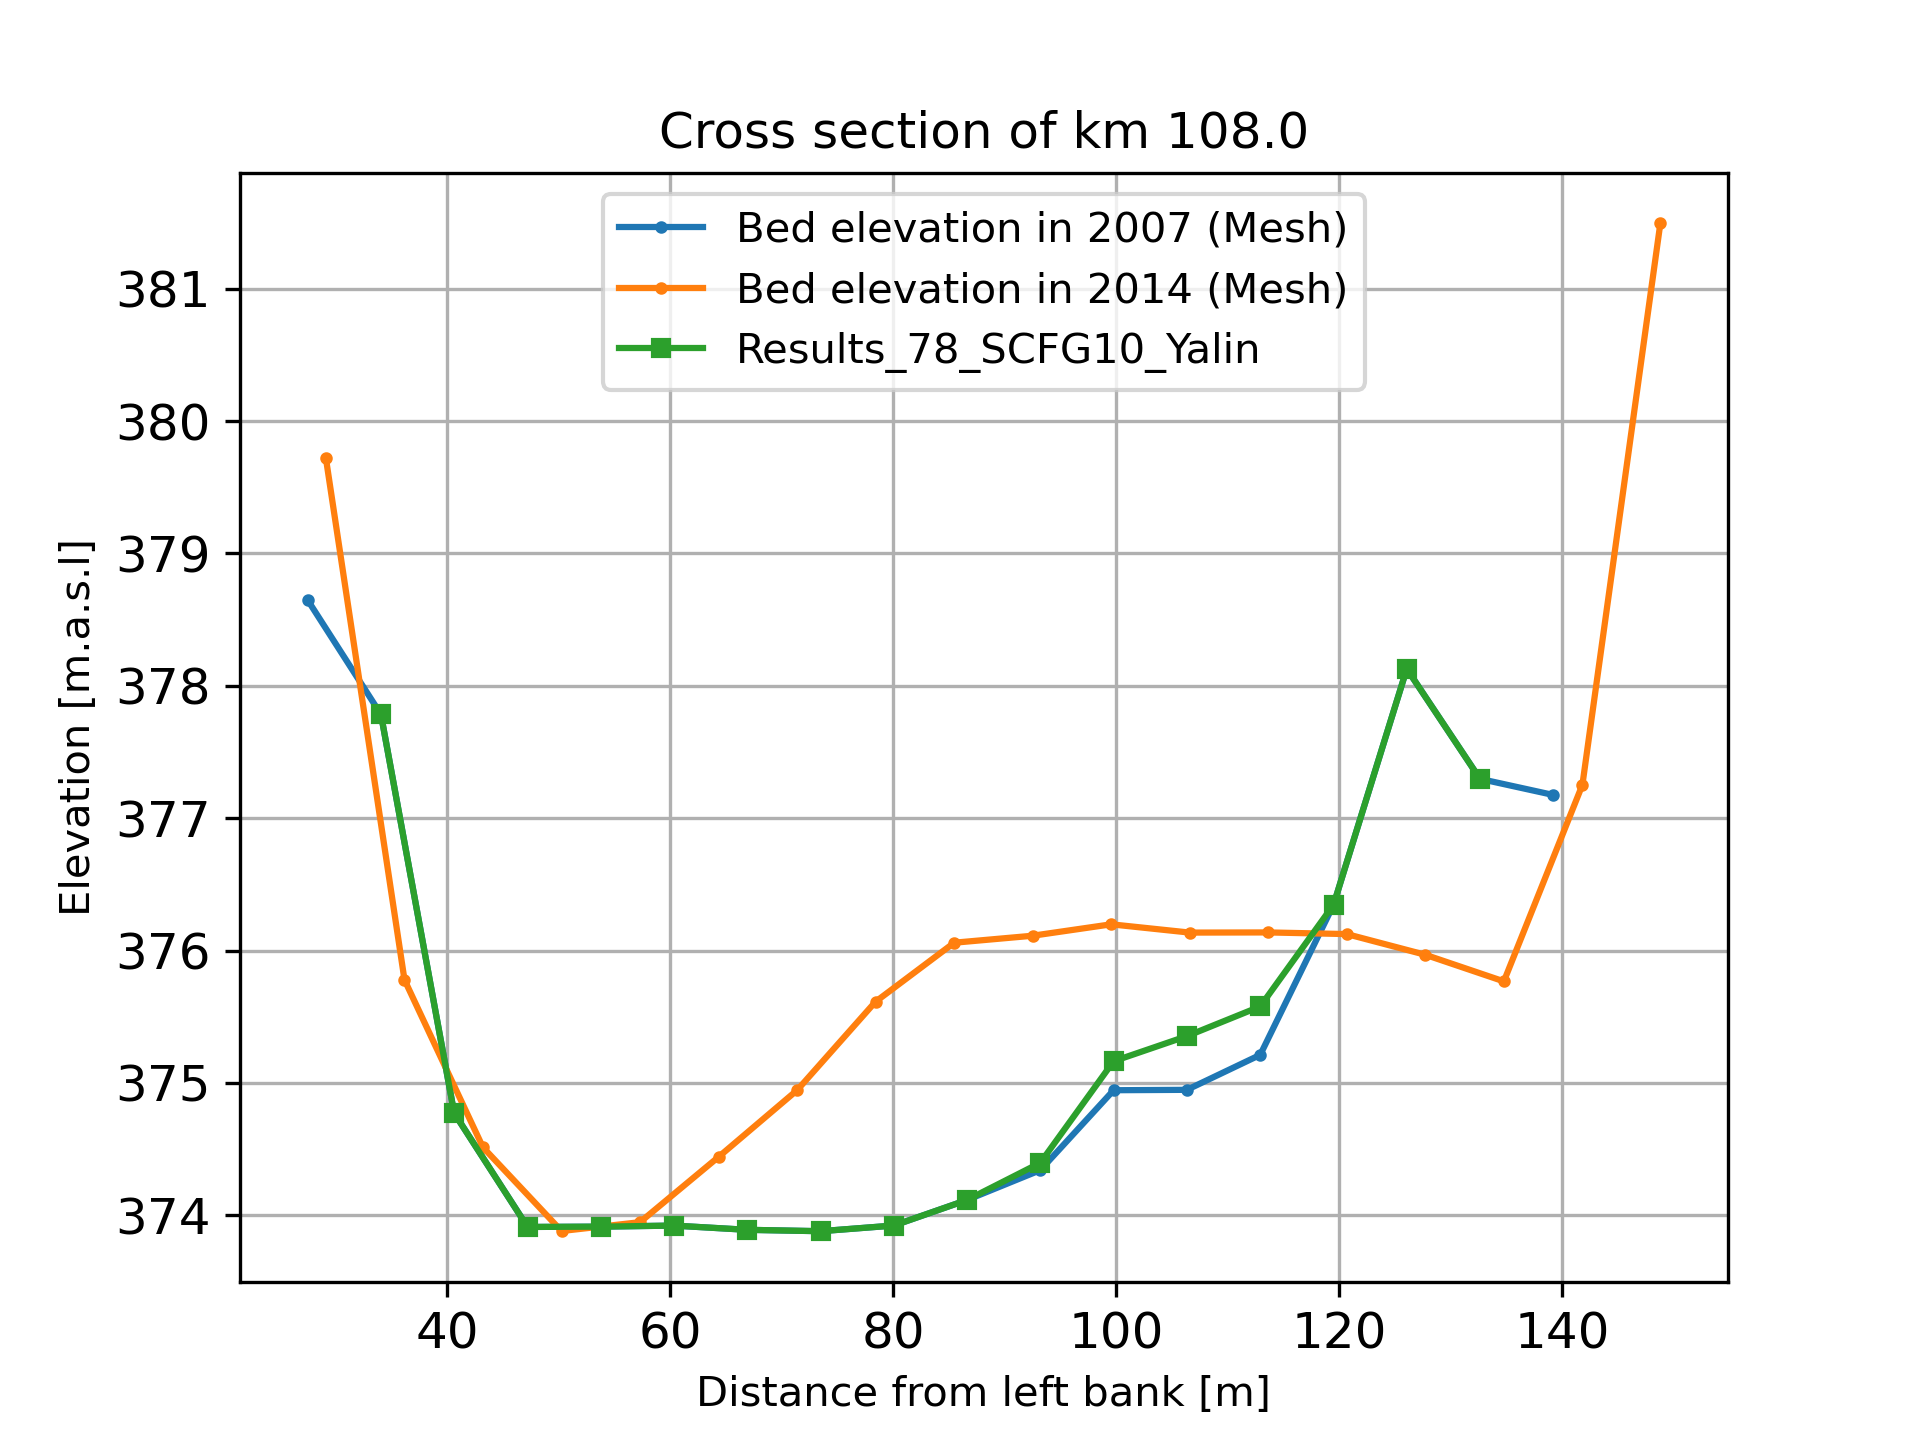 Cross section of km 108.0
Bed elevation in 2007 (Mesh)
Bed elevation in 2014 (Mesh)
Results_78_SCFG10_Yalin
Elevation [m.a.s.l]
381
380
379
378
377
376
375
374
40 60 80 100 120 140
Distance from left bank [m]